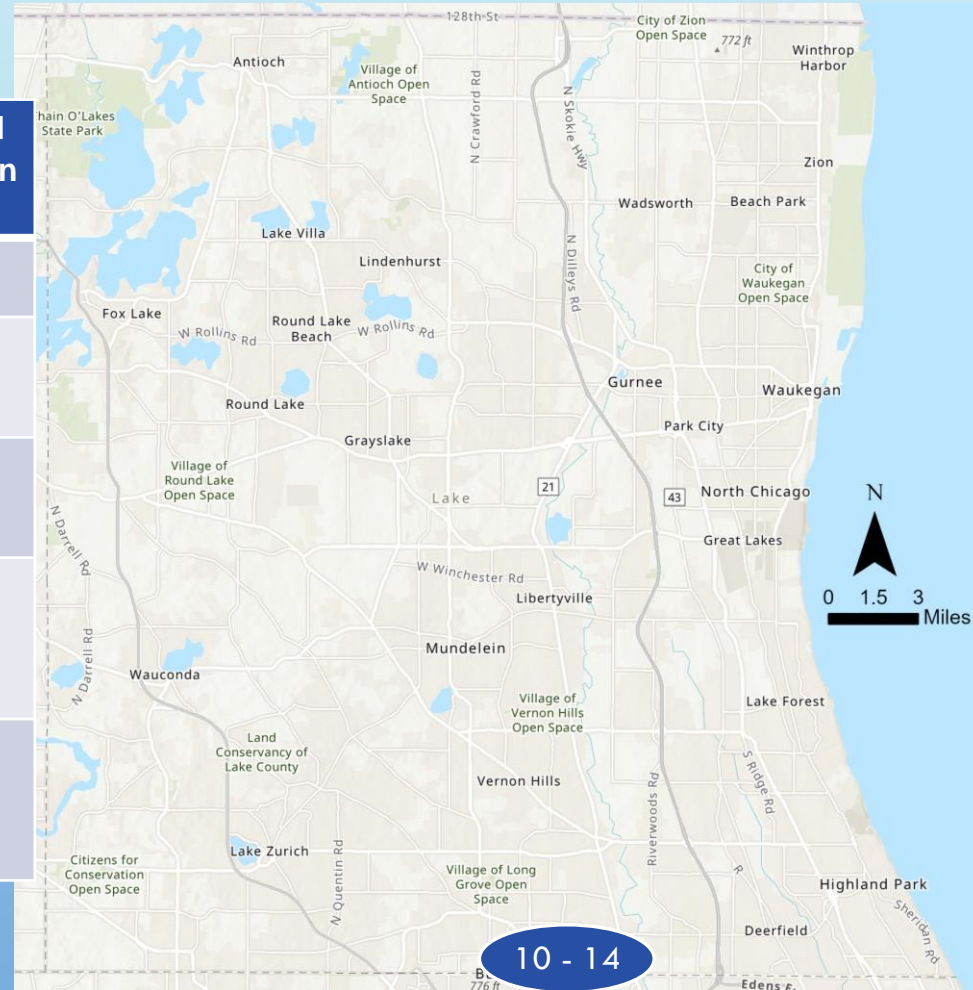 128th St
City of Zion
Open Space
772 ft
Winthrop
Harbor
Antioch
Village of
Antioch Open
Space
N Crawford Rd
N Skokie Hwy
hain O'Lakes
State Park
Zion
Wadsworth
Beach Park
Lake Villa
N Dilleys Rd
Lindenhurst
City of
Waukegan
Open Space
Fox Lake
W Rollins Rd
Round Lake
Beach
W Rollins Rd
Gurnee
Waukegan
Round Lake
Park City
Grayslake
Village of
Round Lake
Open Space
Lake
21
43
North Chicago
N
Great Lakes
N Darrell Rd
W Winchester Rd
Libertyville
0 1.5 3
Miles
Mundelein
N Darrell Rd
Wauconda
Village of
Vernon Hills
Open Space
Lake Forest
Land
Conservancy of
Lake County
Vernon Hills
S Ridge Rd
Riverwoods Rd
Lake Zurich
N Quentin Rd
Citizens for
Conservation
Open Space
Village of Long
Grove Open
Space
R
Highland Park
Sheridan Rd
Deerfield
10 - 14
776 ft
Edens